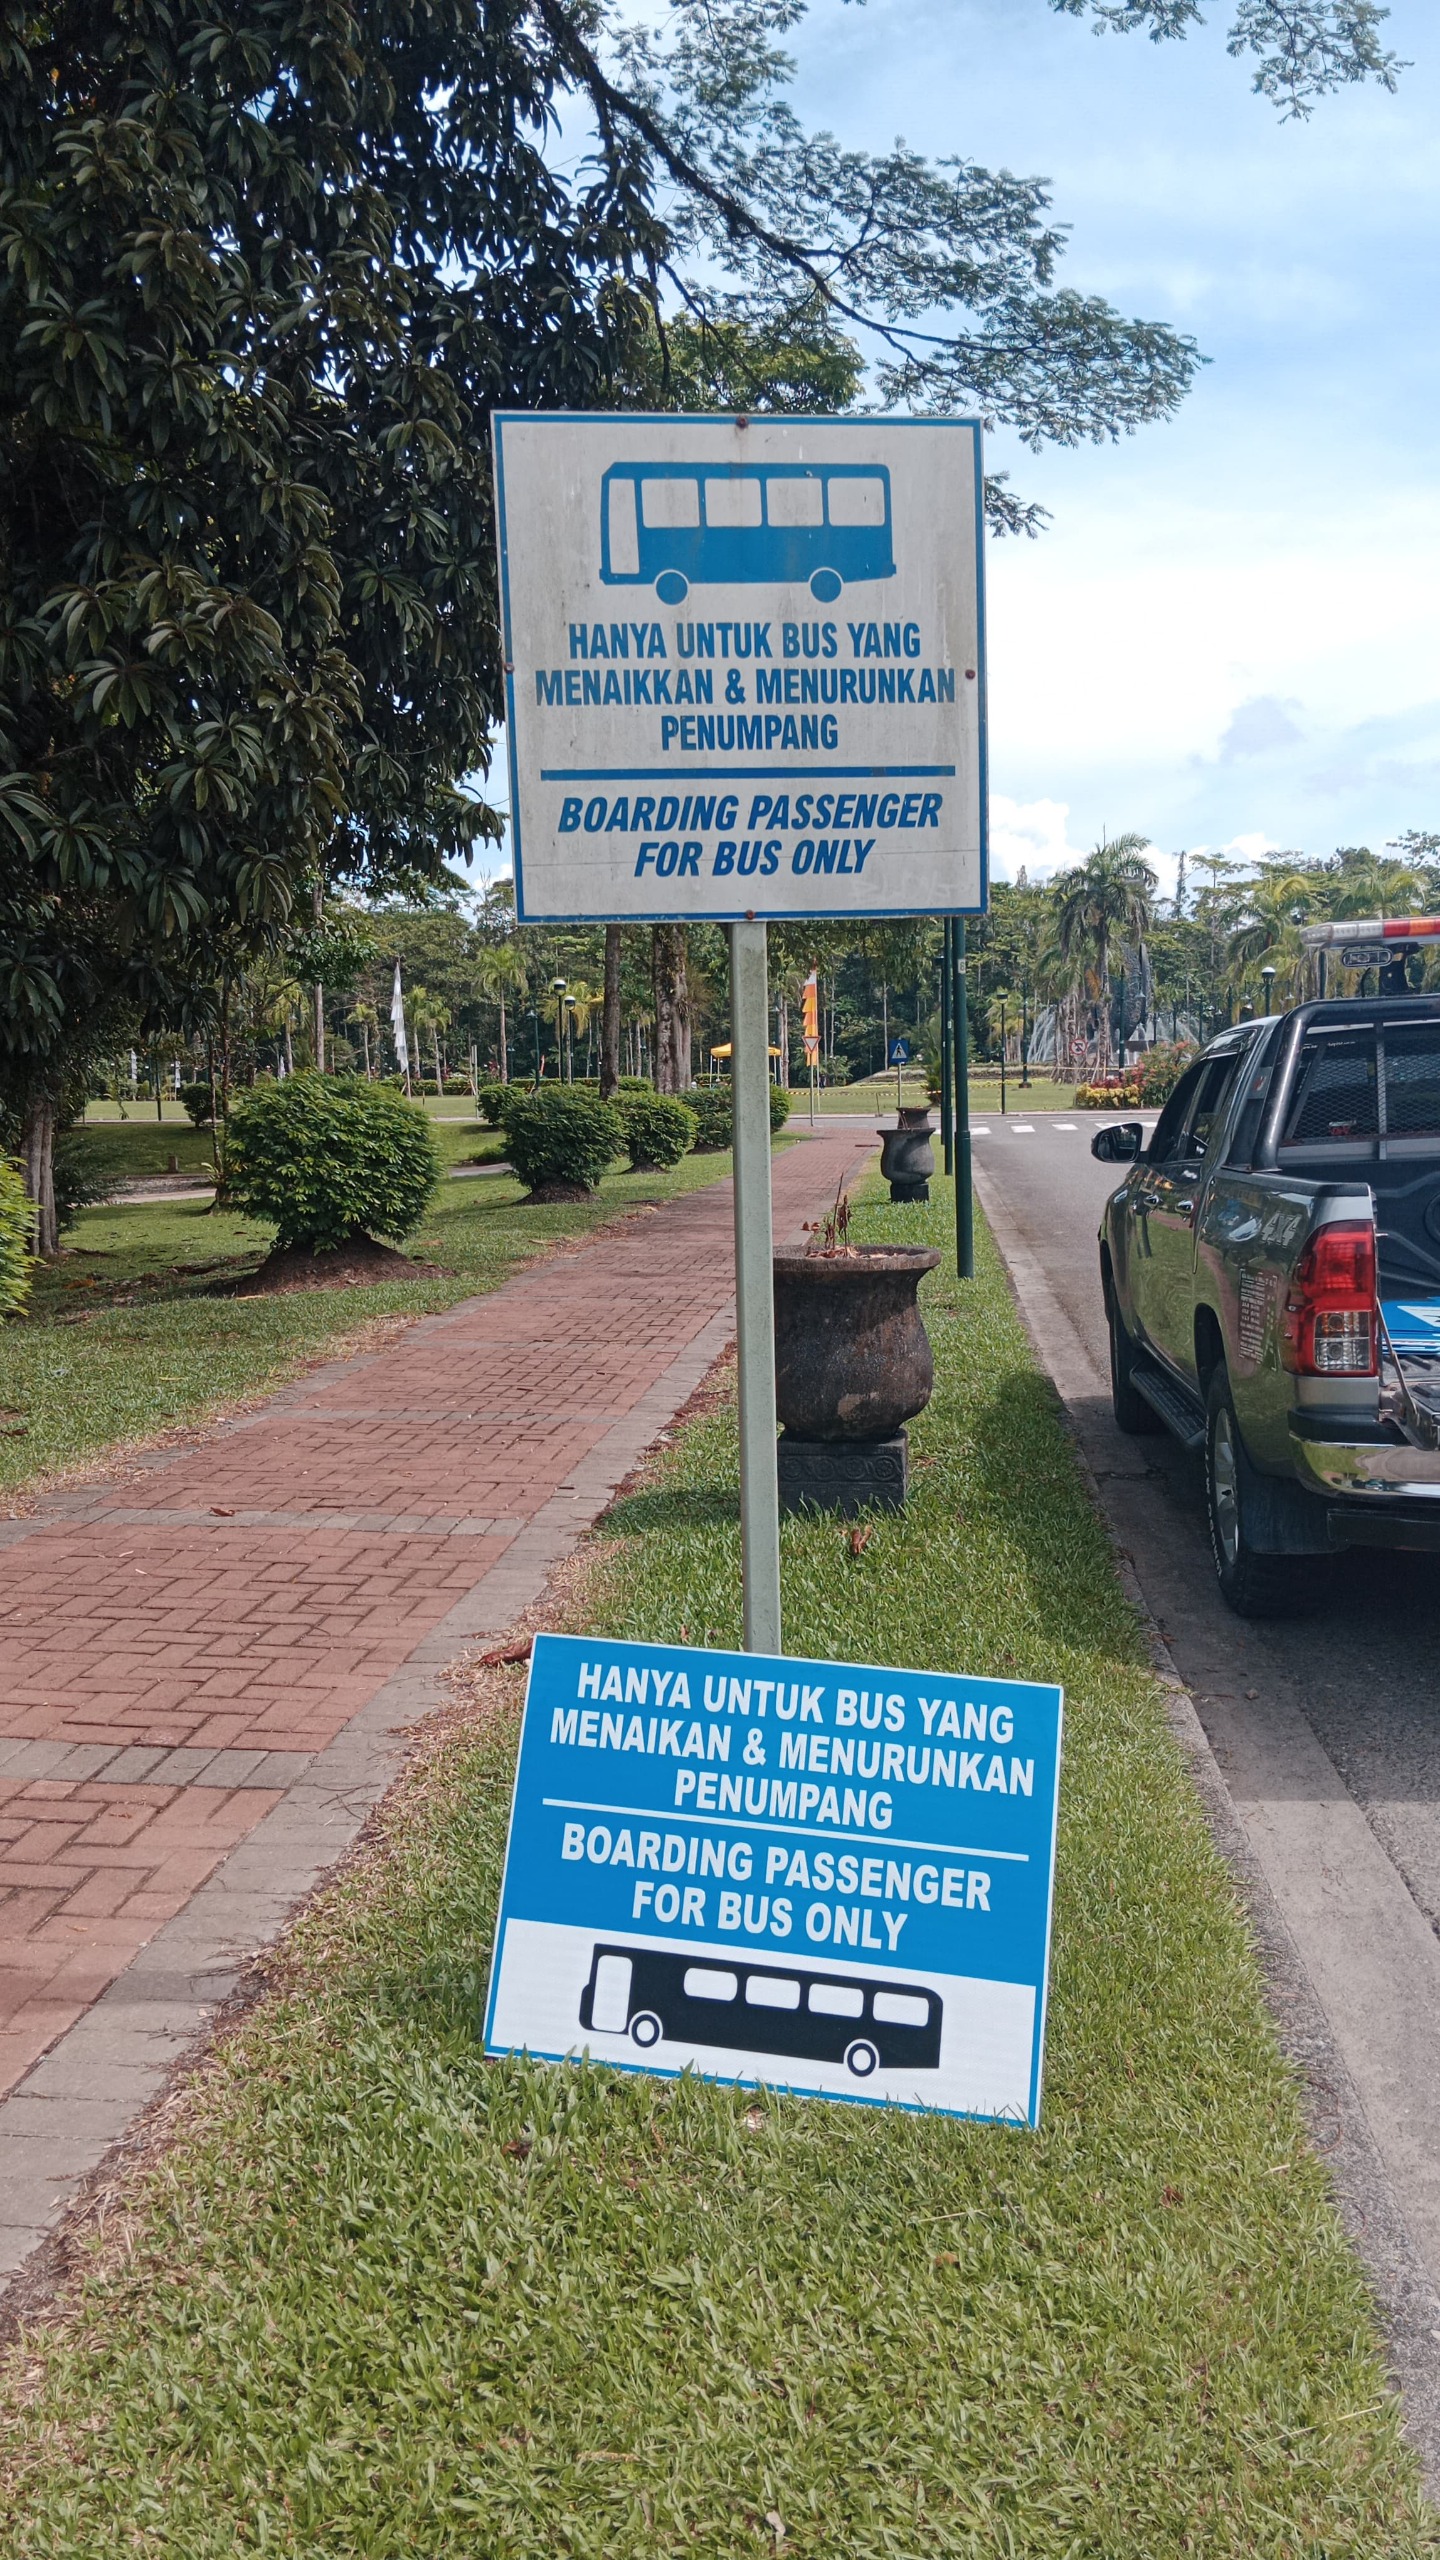 HANYA UNTUK BUS YANG
MENAIKKAN & MENURUNKAN
PENUMPANG
BOARDING PASSENGER
FOR BUS ONLY
HANYA UNTUK BUS YANG
MENAIKAN & MENURUNKAN
PENUMPANG
BOARDING PASSENGER
FOR BUS ONLY
4x4